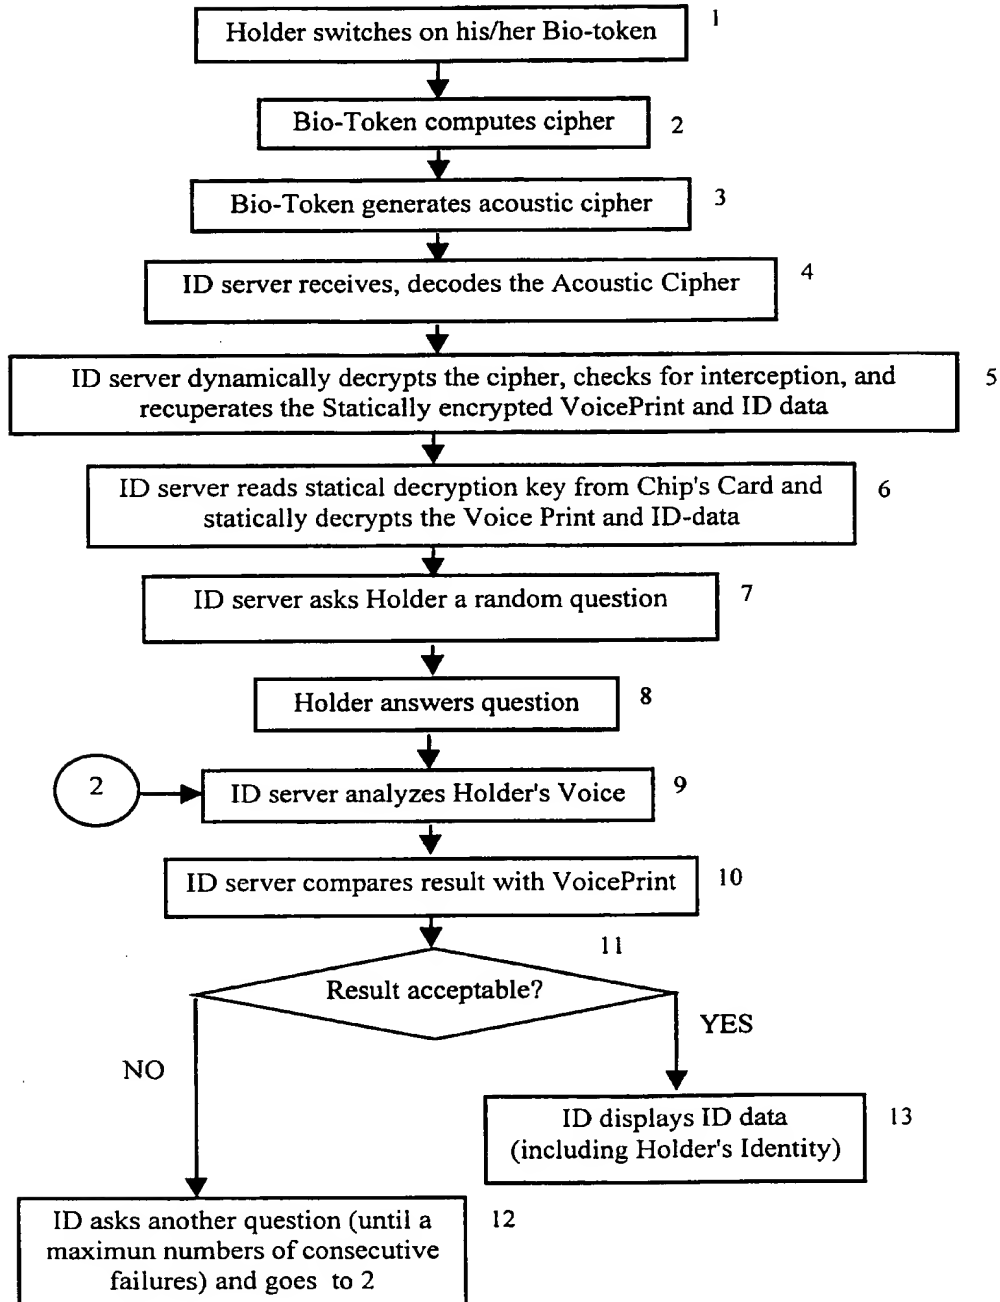 Holder switches on his/her Bio-token
1
Bio-Token computes cipher
2
Bio-Token generates acoustic cipher
3
ID server receives, decodes the Acoustic Cipher
4
ID server dynamically decrypts the cipher, checks for interception, and
recuperates the Statically encrypted VoicePrint and ID data
5
ID server reads statical decryption key from Chip's Card and
statically decrypts the Voice Print and ID-data
6
ID server asks Holder a random question
7
Holder answers question
8
2
ID server analyzes Holder's Voice
9
ID server compares result with VoicePrint
10
11
Result acceptable?
YES
NO
ID displays ID data
(including Holder's Identity)
13
ID asks another question (until a
maximun numbers of consecutive
failures) and goes to 2
12